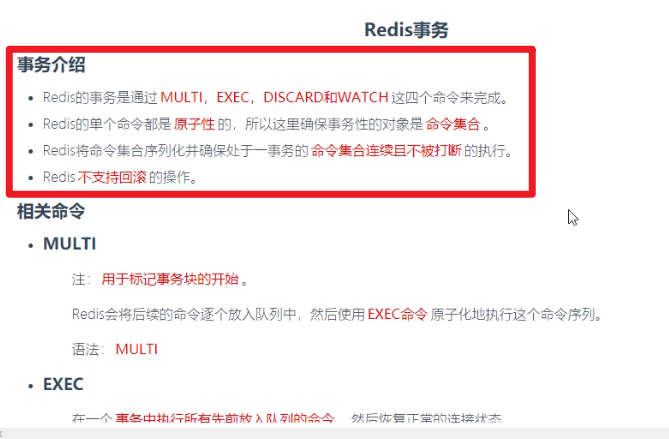 Redis事务
事务介绍
Redis的事务是通过 MULTI，EXEC，DISCARD和WATCH 这四个命令来完成。
Redis的单个命令都是 原子性 的，所以这里确保事务性的对象是 命令集合 。
Redis将命令集合序列化并确保处于一事务的 命令集合连续且不被打断 的执行。
Redis 不支持回滚 的操作。
相关命令
MULTI
注： 用于标记事务块的开始 。
Redis会将后续的命令逐个放入队列中，然后使用 EXEC命令 原子化地执行这个命令序列。
语法： MULTI
EXEC
在一个 事务中执行所有先前放入队列的命令 ，然后恢复正常的连接状态